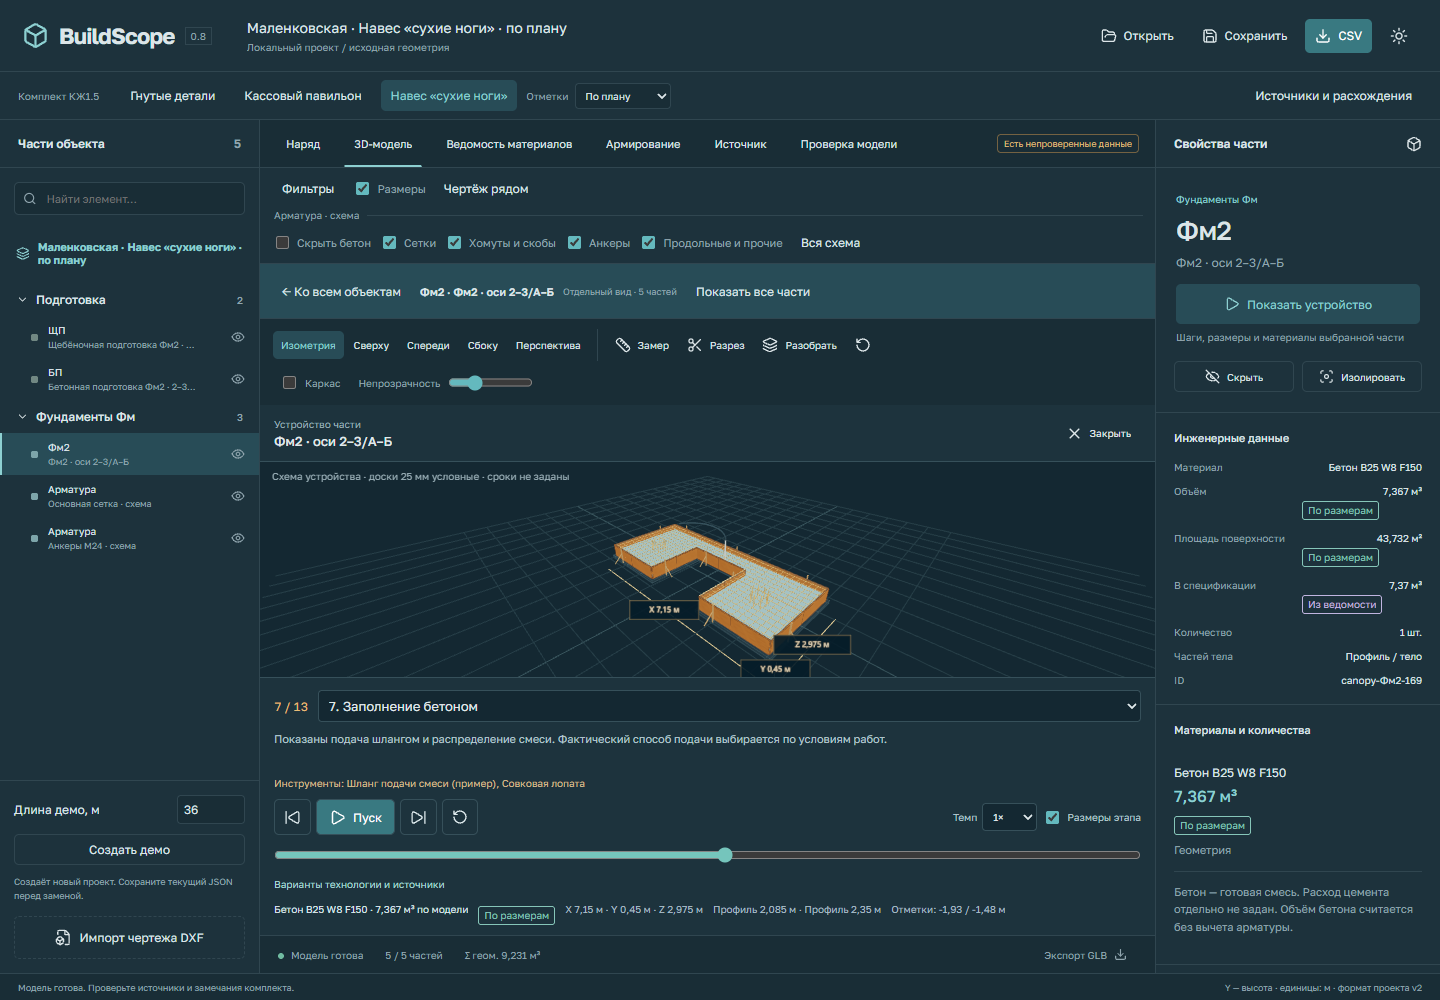 BuildScope 0.8
Маленковская · Навес «сухие ноги» · по плану
Локальный проект / исходная геометрия
Открыть
Сохранить
CSV
Комплект КЖ1.5
Гнутые детали
Кассовый павильон
Навес «сухие ноги»
Отметки
По плану
Источники и расхождения
Части объекта 5
Найти элемент...
Маленковская · Навес «сухие ноги» ·
по плану
Подготовка 2
ЩП
Щебёночная подготовка Фм2 · ...
БП
Бетонная подготовка Фм2 · 2–3...
Фундаменты Фм 3
Фм2
Фм2 · оси 2–3/А–Б
Арматура
Основная сетка · схема
Арматура
Анкеры М24 · схема
Длина демо, м
36
Создать демо
Создаёт новый проект. Сохраните текущий JSON
перед заменой.
Импорт чертежа DXF
Наряд
3D-модель
Ведомость материалов
Армирование
Источник
Проверка модели
Есть непроверенные данные
Фильтры
Размеры
Чертёж рядом
Арматура · схема
Скрыть бетон
Сетки
Хомуты и скобы
Анкеры
Продольные и прочие
Вся схема
← Ко всем объектам
Фм2 · Фм2 · оси 2–3/А–Б
Отдельный вид · 5 частей
Показать все части
Изометрия
Сверху
Спереди
Сбоку
Перспектива
Замер
Разрез
Разобрать
Каркас
Непрозрачность
Устройство части
Фм2 · оси 2–3/А–Б
Закрыть
Схема устройства · доски 25 мм условные · сроки не заданы
X 7,15 м
Z 2,975 м
Y 0,45 м
7 / 13
7. Заполнение бетоном
Показаны подача шлангом и распределение смеси. Фактический способ подачи выбирается по условиям работ.
Инструменты: Шланг подачи смеси (пример), Совковая лопата
Пуск
Темп
1×
Размеры этапа
Варианты технологии и источники
Бетон B25 W8 F150 · 7,367 м³ по модели
По размерам
X 7,15 м · Y 0,45 м · Z 2,975 м
Профиль 2,085 м · Профиль 2,35 м
Отметки: -1,93 / -1,48 м
Модель готова
5 / 5 частей
Σ геом. 9,231 м³
Экспорт GLB
Свойства части
Фундаменты Фм
Фм2
Фм2 · оси 2–3/А–Б
Показать устройство
Шаги, размеры и материалы выбранной части
Скрыть
Изолировать
Инженерные данные
Материал Бетон B25 W8 F150
Объём 7,367 м³
По размерам
Площадь поверхности 43,732 м²
По размерам
В спецификации 7,37 м³
Из ведомости
Количество 1 шт.
Частей тела Профиль / тело
ID canopy-Фм2-169
Материалы и количества
Бетон B25 W8 F150
7,367 м³
По размерам
Геометрия
Бетон — готовая смесь. Расход цемента
отдельно не задан. Объём бетона считается
без вычета арматуры.
Модель готова. Проверьте источники и замечания комплекта.
Y — высота · единицы: м · формат проекта v2